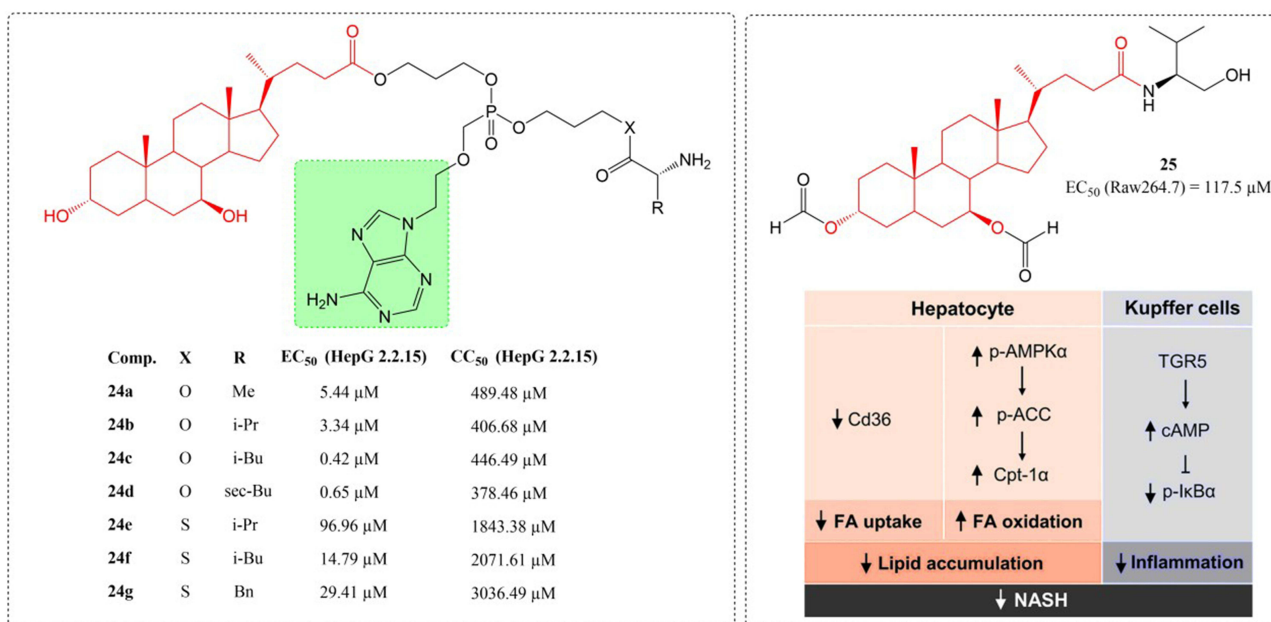 O
O
O
P
O
O
O
X
O
NH₂
R
HO
OH
N
N
N
N
H₂N
Comp. X R EC₅₀ (HepG 2.2.15) CC₅₀ (HepG 2.2.15)
24a O Me 5.44 µM 489.48 µM
24b O i-Pr 3.34 µM 406.68 µM
24c O i-Bu 0.42 µM 446.49 µM
24d O sec-Bu 0.65 µM 378.46 µM
24e S i-Pr 96.96 µM 1843.38 µM
24f S i-Bu 14.79 µM 2071.61 µM
24g S Bn 29.41 µM 3036.49 µM
O
N
H
OH
25
EC₅₀ (Raw264.7) = 117.5 µM
O
H
O
O
H
O
Hepatocyte Kupffer cells
↑ p-AMPKα
TGR5
↓ Cd36
↑ p-ACC
↑ cAMP
↑ Cpt-1α
↓ p-IκBα
↓ FA uptake ↑ FA oxidation
↓ Lipid accumulation ↓ Inflammation
↓ NASH